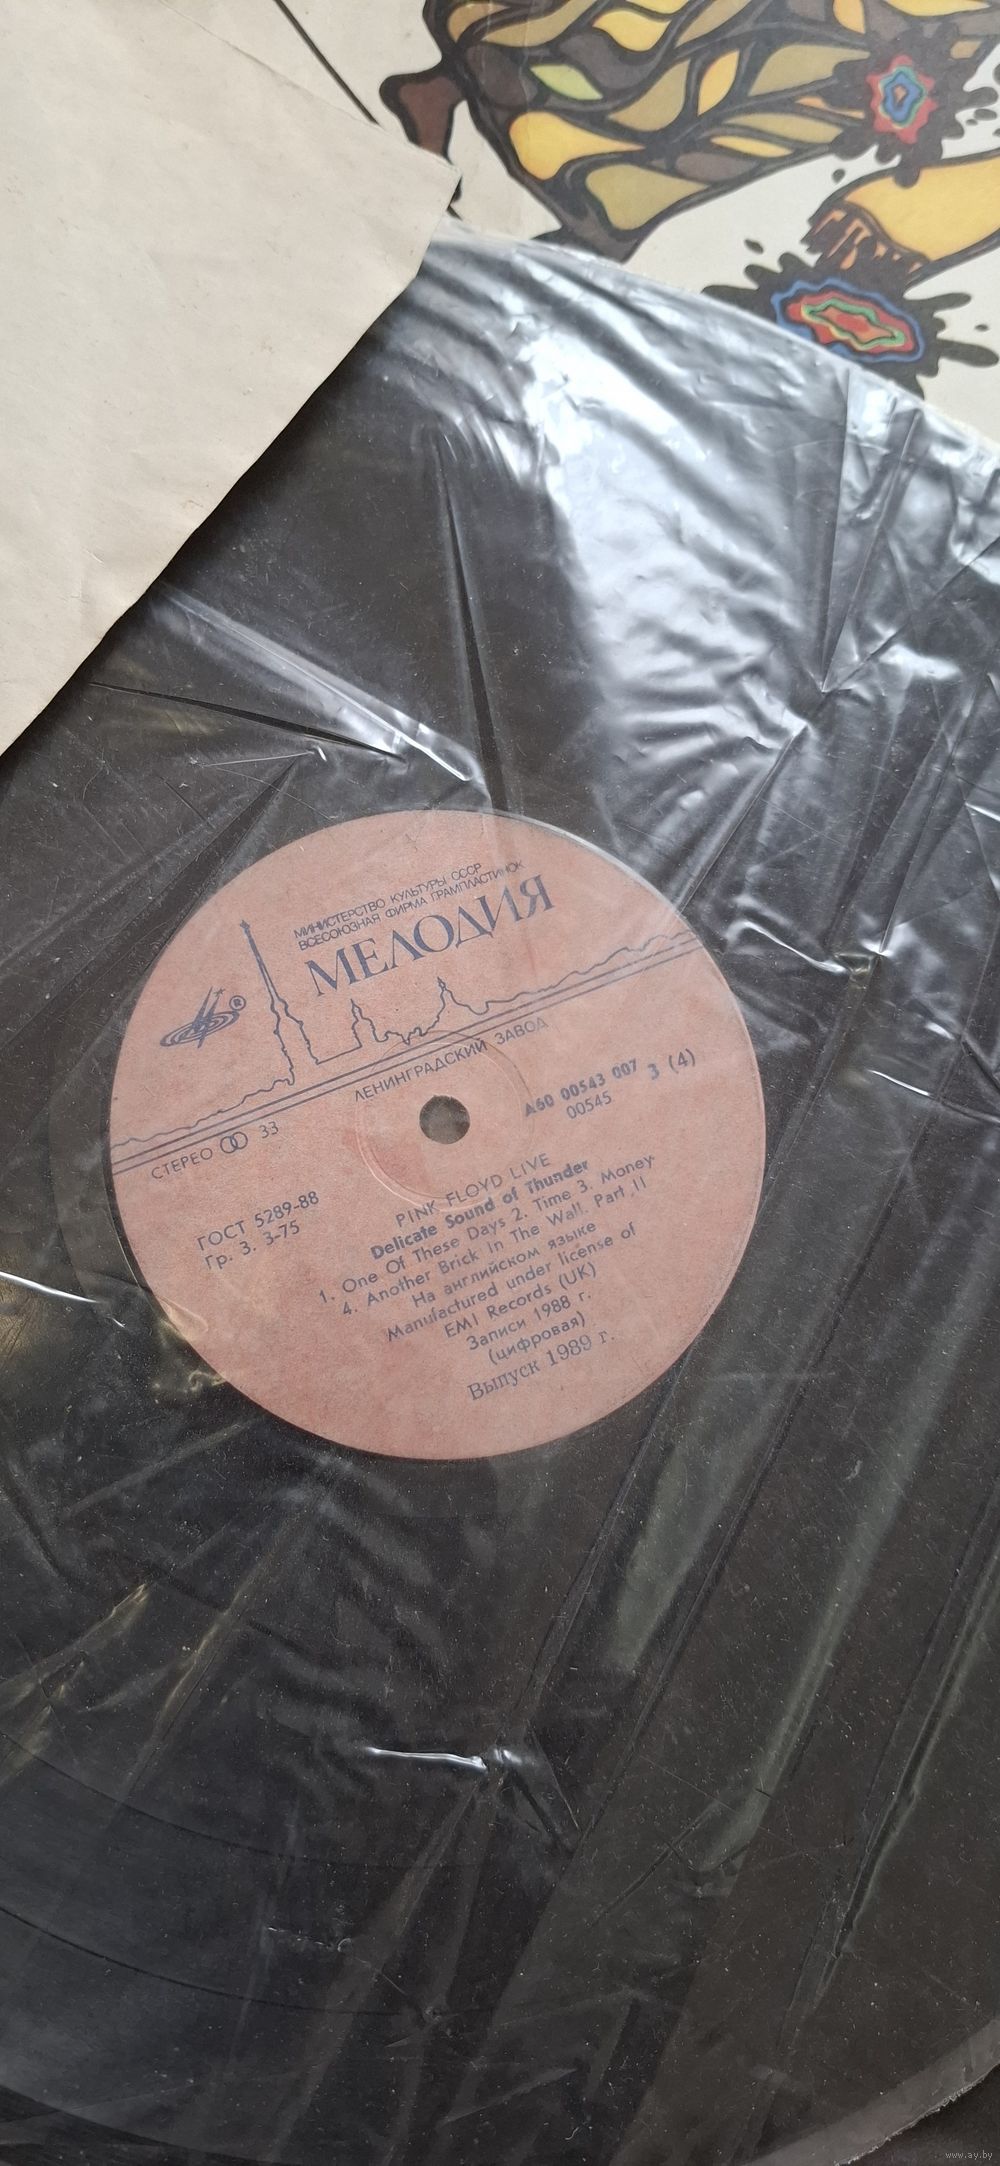 МИНИСТЕРСТВО КУЛЬТУРЫ СССР
ВСЕСОЮЗНАЯ ФИРМА ГРАМПЛАСТИНОК
МЕЛОДИЯ
®
ЛЕНИНГРАДСКИЙ ЗАВОД
СТЕРЕО 33
А60 00543 007 3 (4)
00545
ГОСТ 5289-88
Гр. 3. 3-75
PINK FLOYD LIVE
Delicate Sound of Thunder
1. One Of These Days 2. Time 3. Money
4. Another Brick In The Wall. Part II
На английском языке
Manufactured under license of
EMI Records (UK)
Записи 1988 г.
(цифровая)
Выпуск 1989 г.
www.ay.by